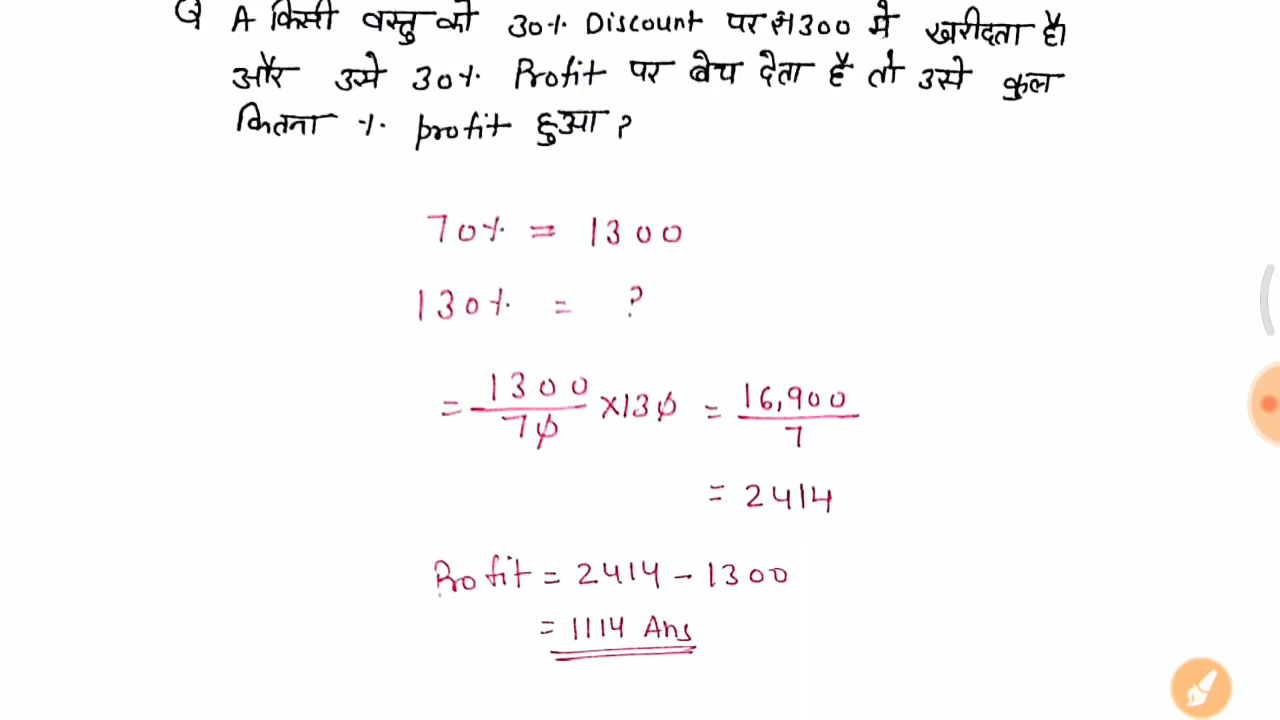 Q A किसी वस्तु को 30% Discount पर ₹1300 में खरीदता है।
और उसे 30% Profit पर बेच देता है तो उसे कुल
कितना % profit हुआ ?
70% = 1300
130% = ?
= 1300/70 ×130 = 16,900/7
= 2414
Profit = 2414 - 1300
= 1114 Ans